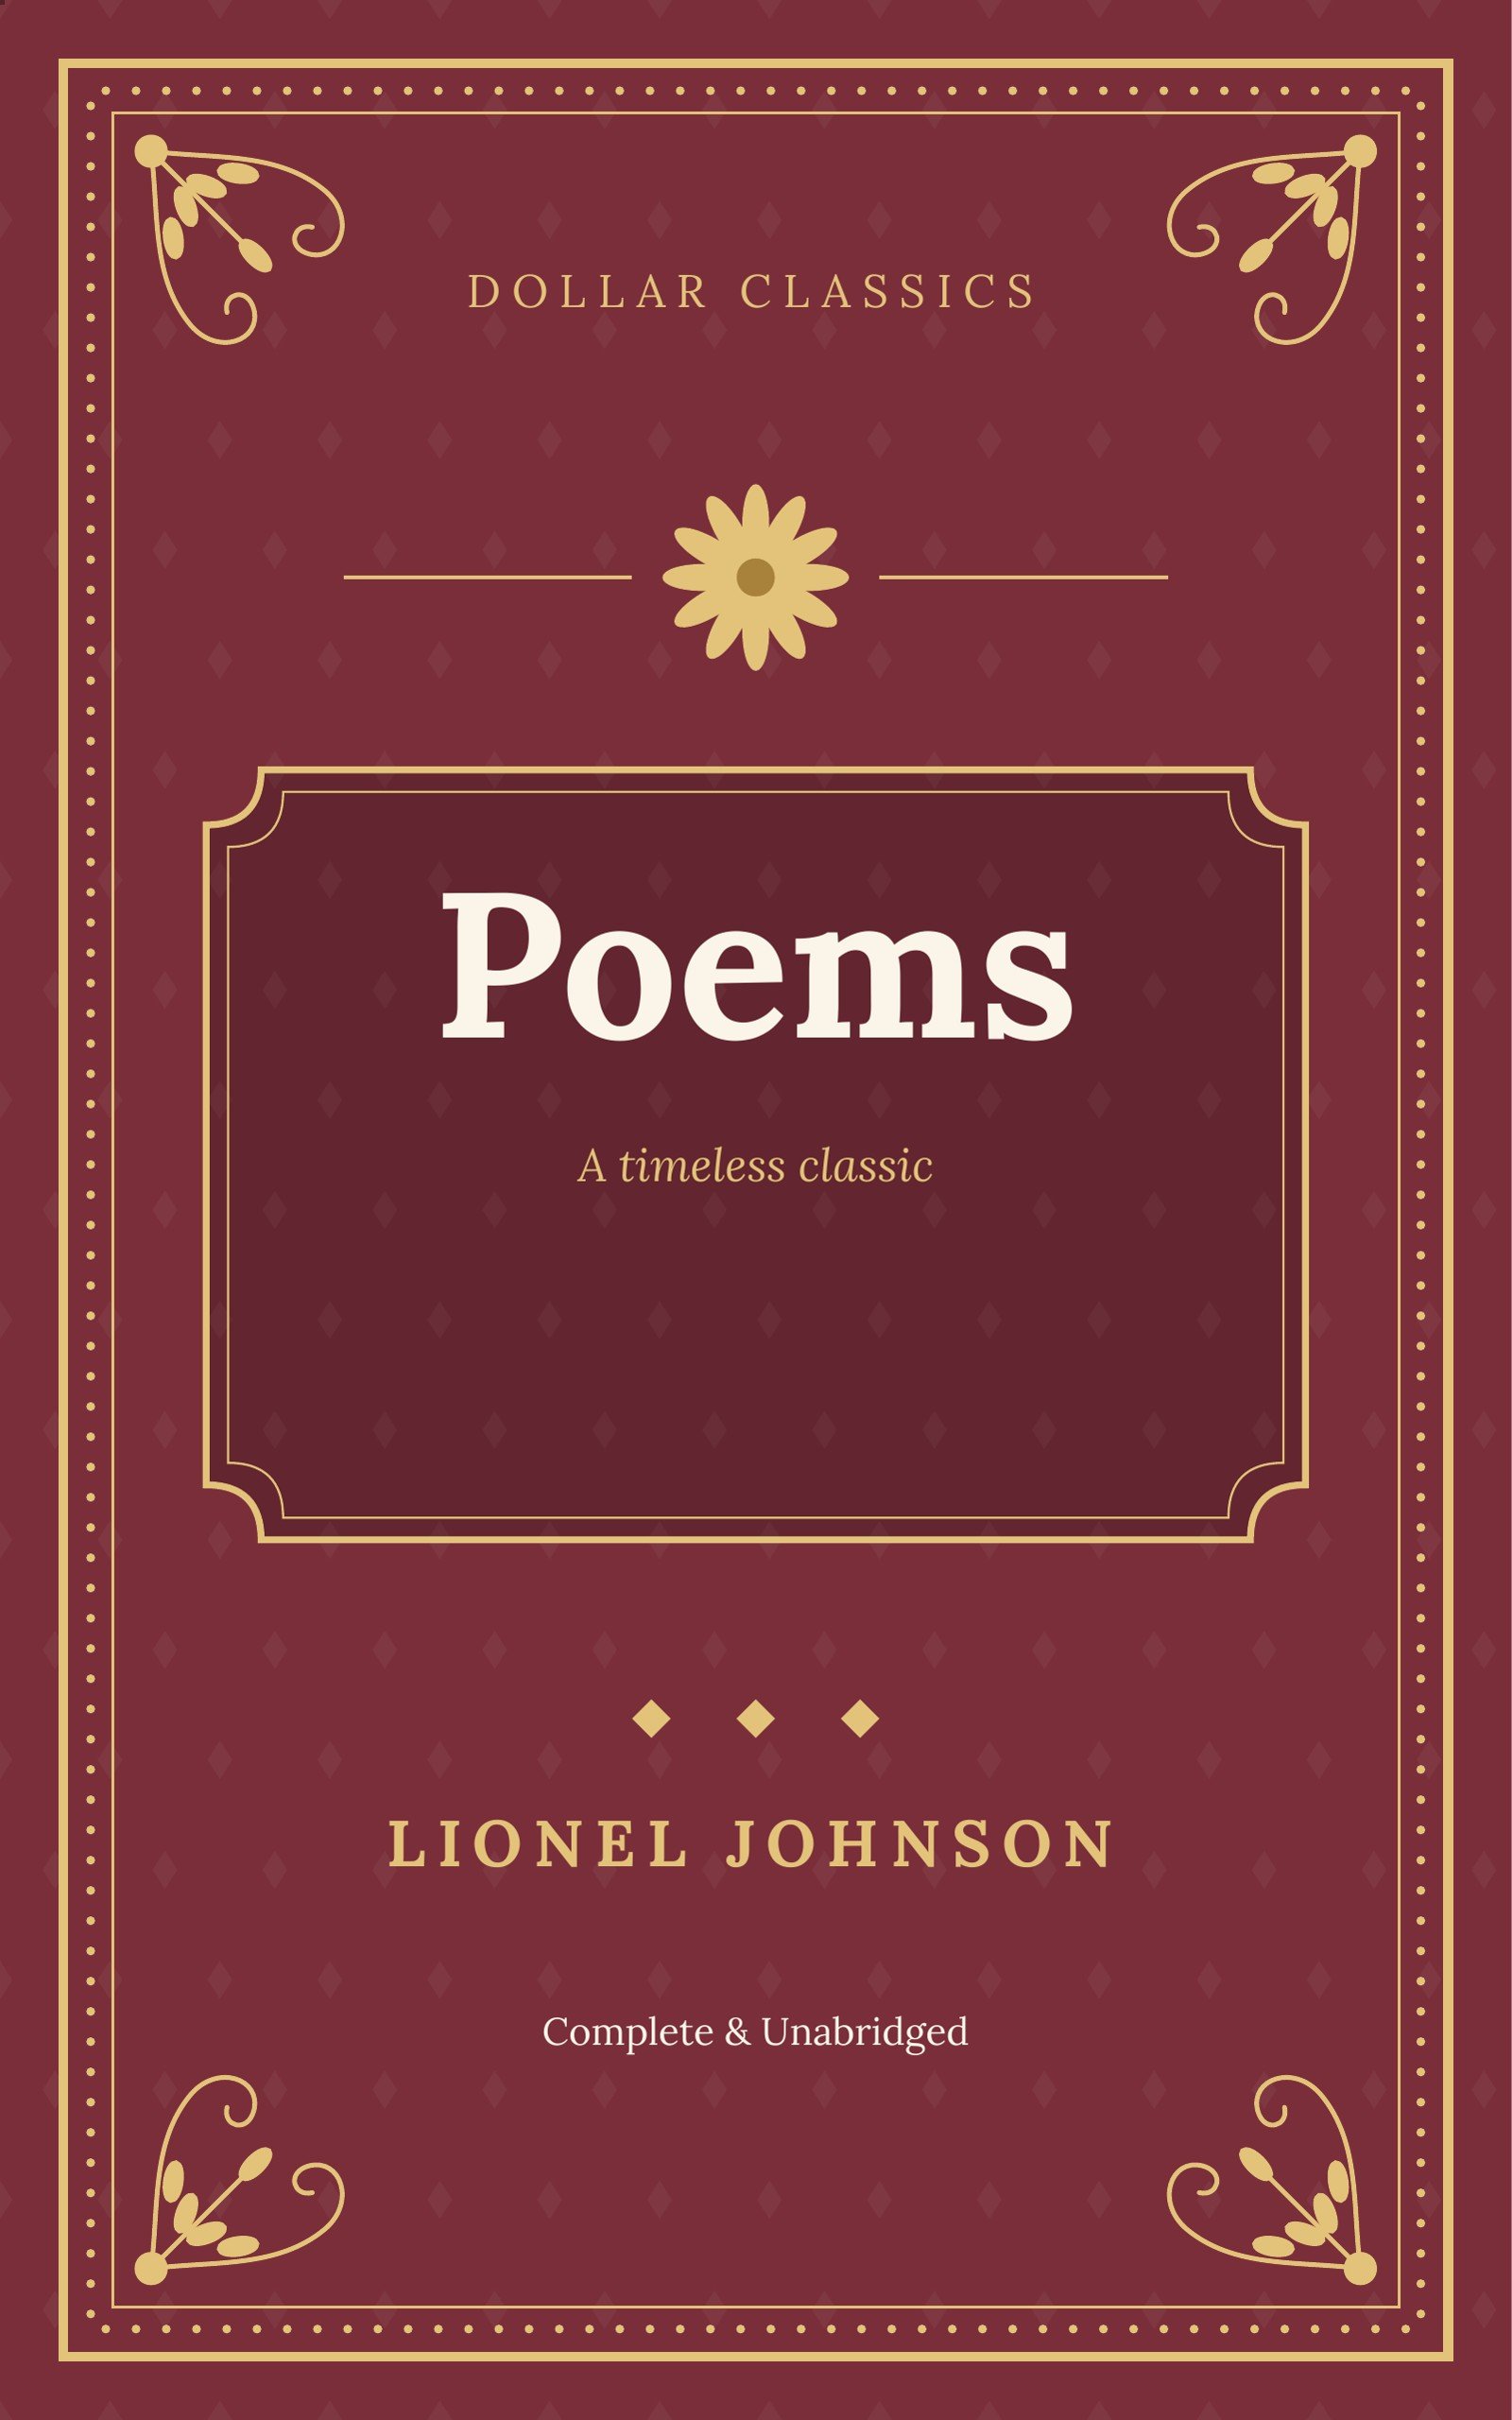 DOLLAR CLASSICS
Poems
A timeless classic
LIONEL JOHNSON
Complete & Unabridged